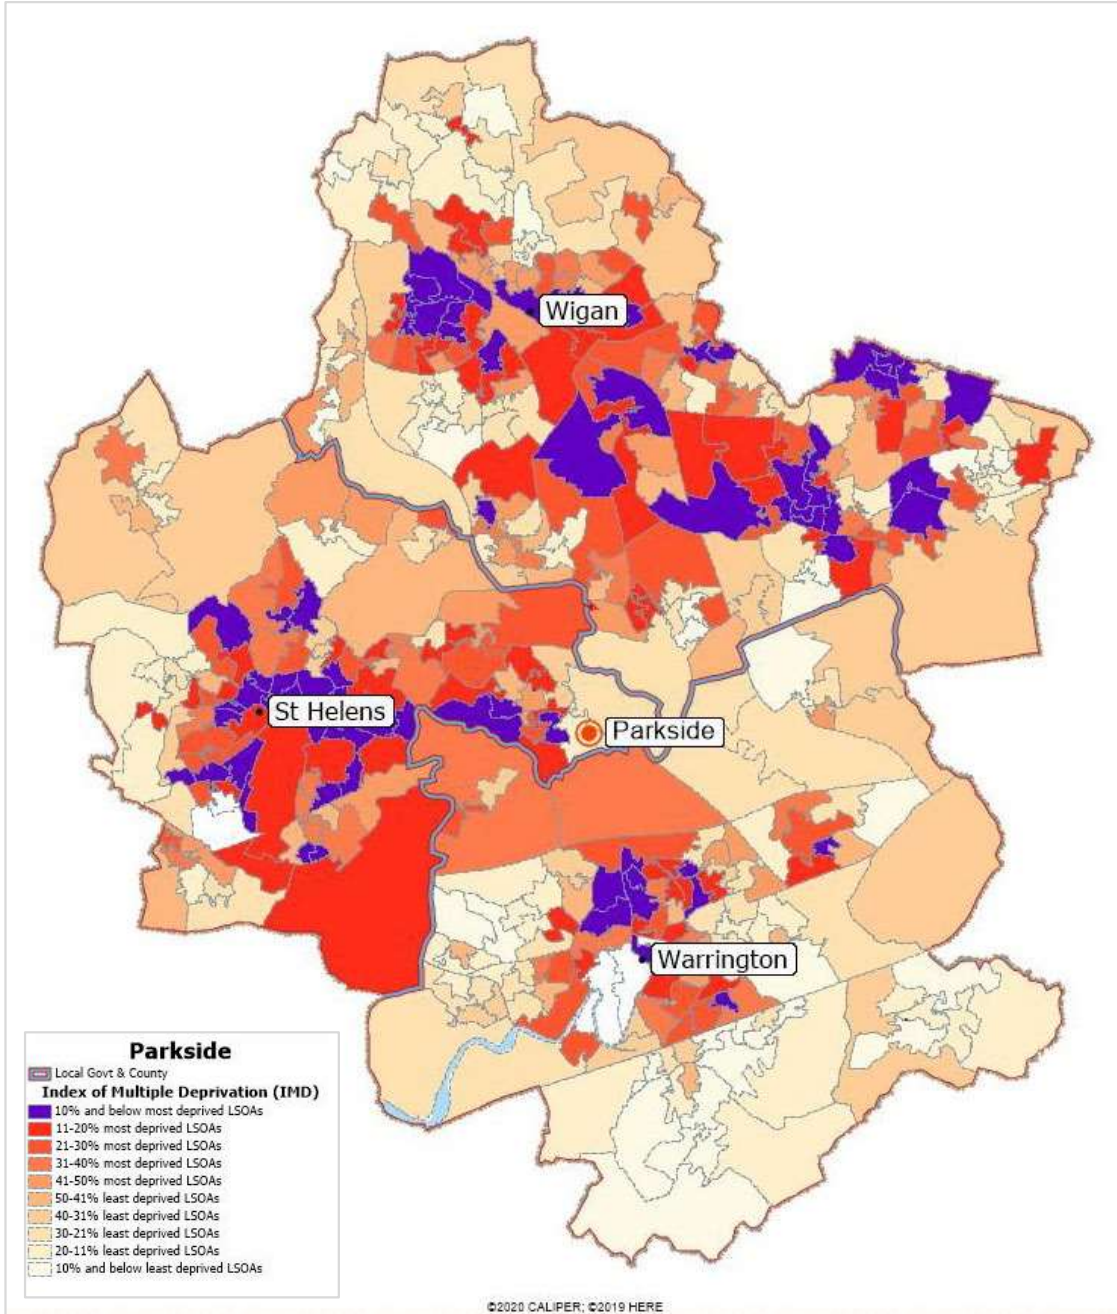 Wigan
St Helens
Parkside
Warrington
Parkside
Local Govt & County
Index of Multiple Deprivation (IMD)
10% and below most deprived LSOAs
11-20% most deprived LSOAs
21-30% most deprived LSOAs
31-40% most deprived LSOAs
41-50% most deprived LSOAs
50-41% least deprived LSOAs
40-31% least deprived LSOAs
30-21% least deprived LSOAs
20-11% least deprived LSOAs
10% and below least deprived LSOAs
©2020 CALIPER; ©2019 HERE